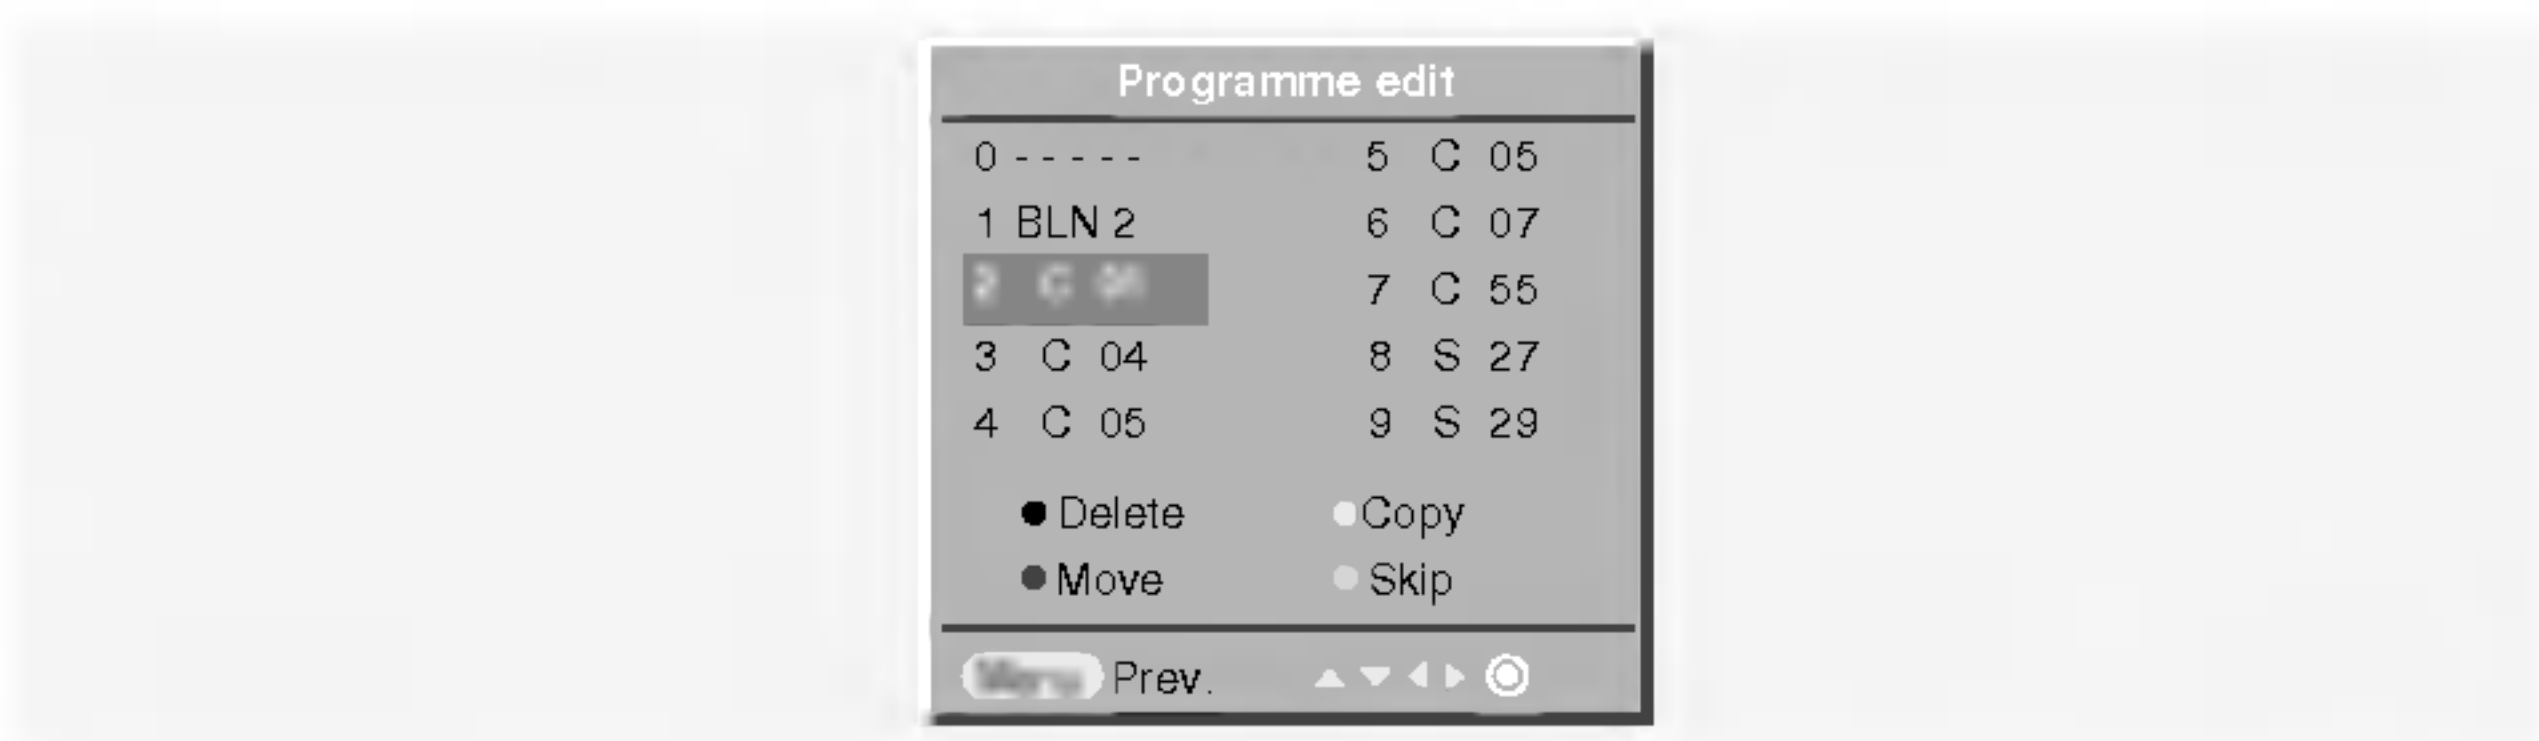 Programme edit
0 - - - - -
5 C 05
1 BLN 2
6 C 07
7 C 55
3 C 04
8 S 27
4 C 05
9 S 29
Delete
Copy
Move
Skip
Prev.